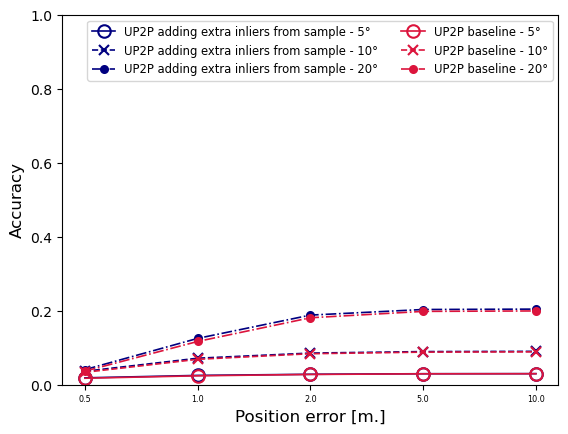 UP2P adding extra inliers from sample - 5°
UP2P adding extra inliers from sample - 10°
UP2P adding extra inliers from sample - 20°
UP2P baseline - 5°
UP2P baseline - 10°
UP2P baseline - 20°
1.0
0.8
0.6
0.4
0.2
0.0
Accuracy
0.5 1.0 2.0 5.0 10.0
Position error [m.]